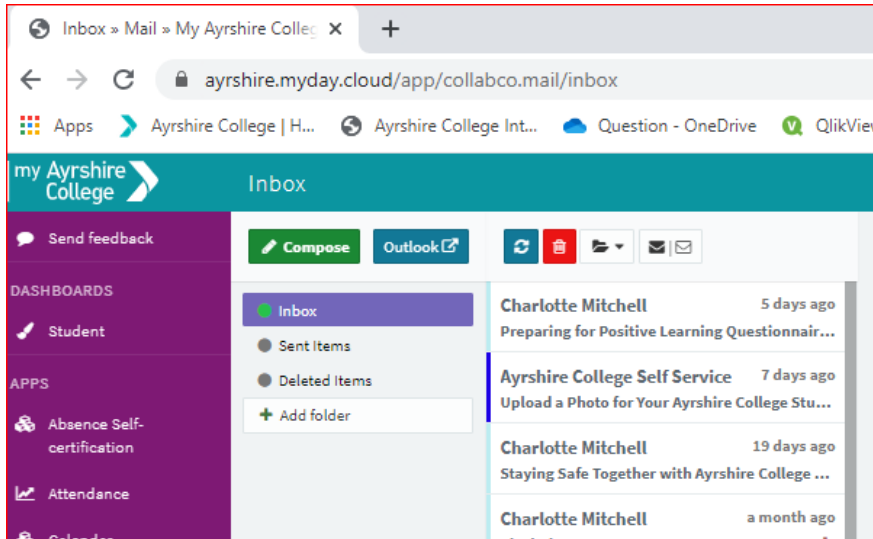 Inbox » Mail » My Ayrshire Colleg
ayrshire.myday.cloud/app/collabco.mail/inbox
Apps Ayrshire College | H... Ayrshire College Int... Question - OneDrive QlikView
my Ayrshire College
Inbox
Send feedback
DASHBOARDS
Student
APPS
Absence Self-
certification
Attendance
Calendar
Compose Outlook
Inbox
Sent Items
Deleted Items
Add folder
Charlotte Mitchell 5 days ago
Preparing for Positive Learning Questionnair...
Ayrshire College Self Service 7 days ago
Upload a Photo for Your Ayrshire College Stu...
Charlotte Mitchell 19 days ago
Staying Safe Together with Ayrshire College ...
Charlotte Mitchell a month ago